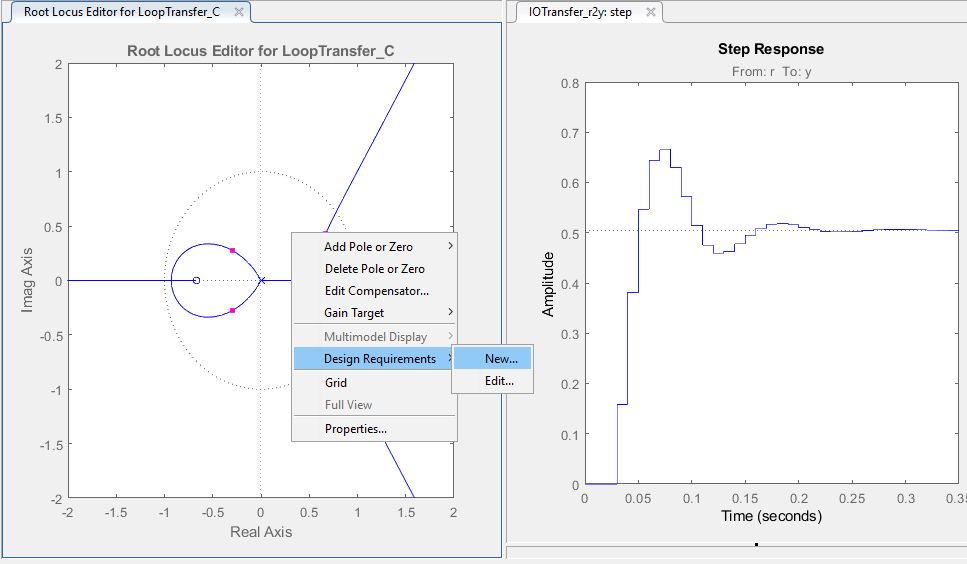 Root Locus Editor for LoopTransfer_C
IOTransfer_r2y: step
Root Locus Editor for LoopTransfer_C
2
1.5
1
0.5
0
-0.5
-1
-1.5
-2
Imag Axis
-2
-1.5
-1
-0.5
0
0.5
1
1.5
2
Real Axis
Add Pole or Zero
Delete Pole or Zero
Edit Compensator...
Gain Target
Multimodel Display
Design Requirements
Grid
Full View
Properties...
New...
Edit...
Step Response
From: r To: y
0.8
0.7
0.6
0.5
0.4
0.3
0.2
0.1
0
Amplitude
0
0.05
0.1
0.15
0.2
0.25
0.3
Time (seconds)